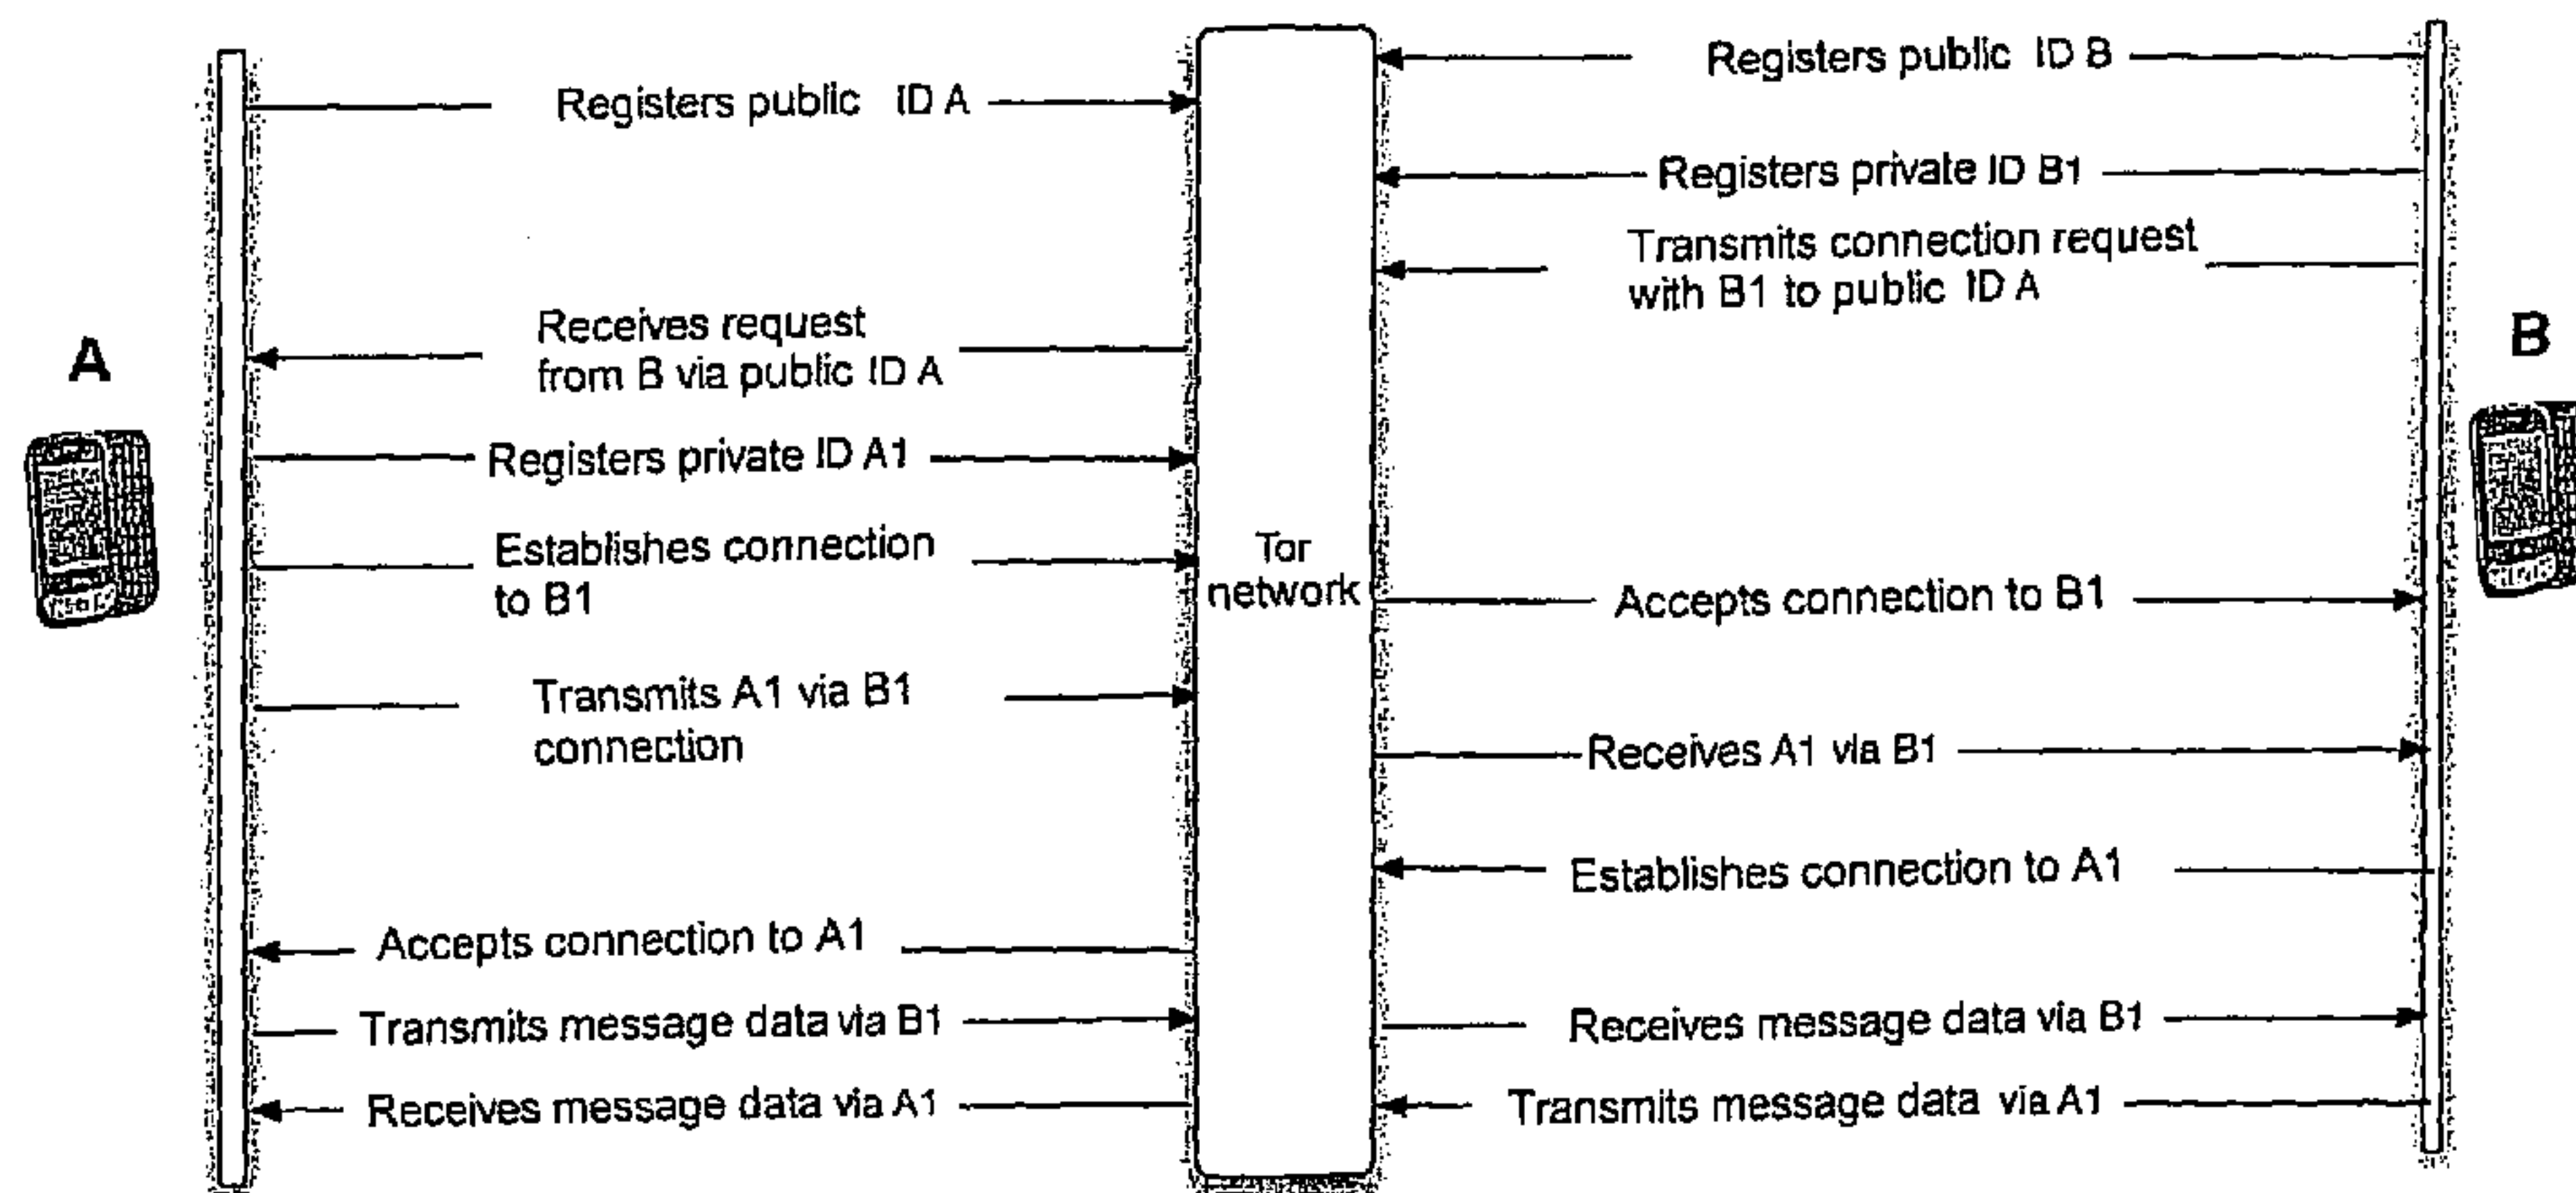 Registers public ID B
Registers public ID A
Registers private ID B1
Transmits connection request
with B1 to public ID A
Receives request
from B via public ID A
A
B
Registers private ID A1
Establishes connection
to B1
Tor
network
Accepts connection to B1
Transmits A1 via B1
connection
Receives A1 via B1
Establishes connection to A1
Accepts connection to A1
Transmits message data via B1
Receives message data via B1
Receives message data via A1
Transmits message data via A1